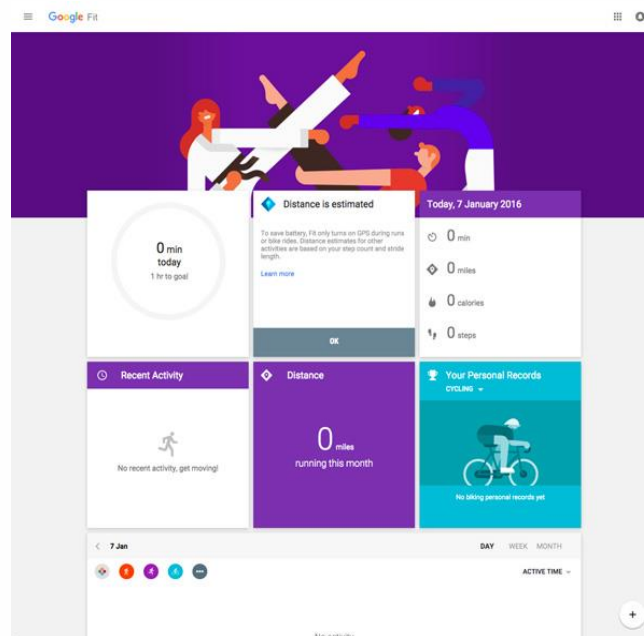 Google Fit
0 min
today
1 hr to goal
Distance is estimated
To save battery, Fit only turns on GPS during runs
or bike rides. Distance estimates for other
activities are based on your step count and stride
length.
Learn more
OK
Today, 7 January 2016
0 min
0 miles
0 calories
0 steps
Recent Activity
No recent activity, get moving!
Distance
0 miles
running this month
Your Personal Records
CYCLING
No biking personal records yet
7 Jan
DAY WEEK MONTH
ACTIVE TIME
No activity